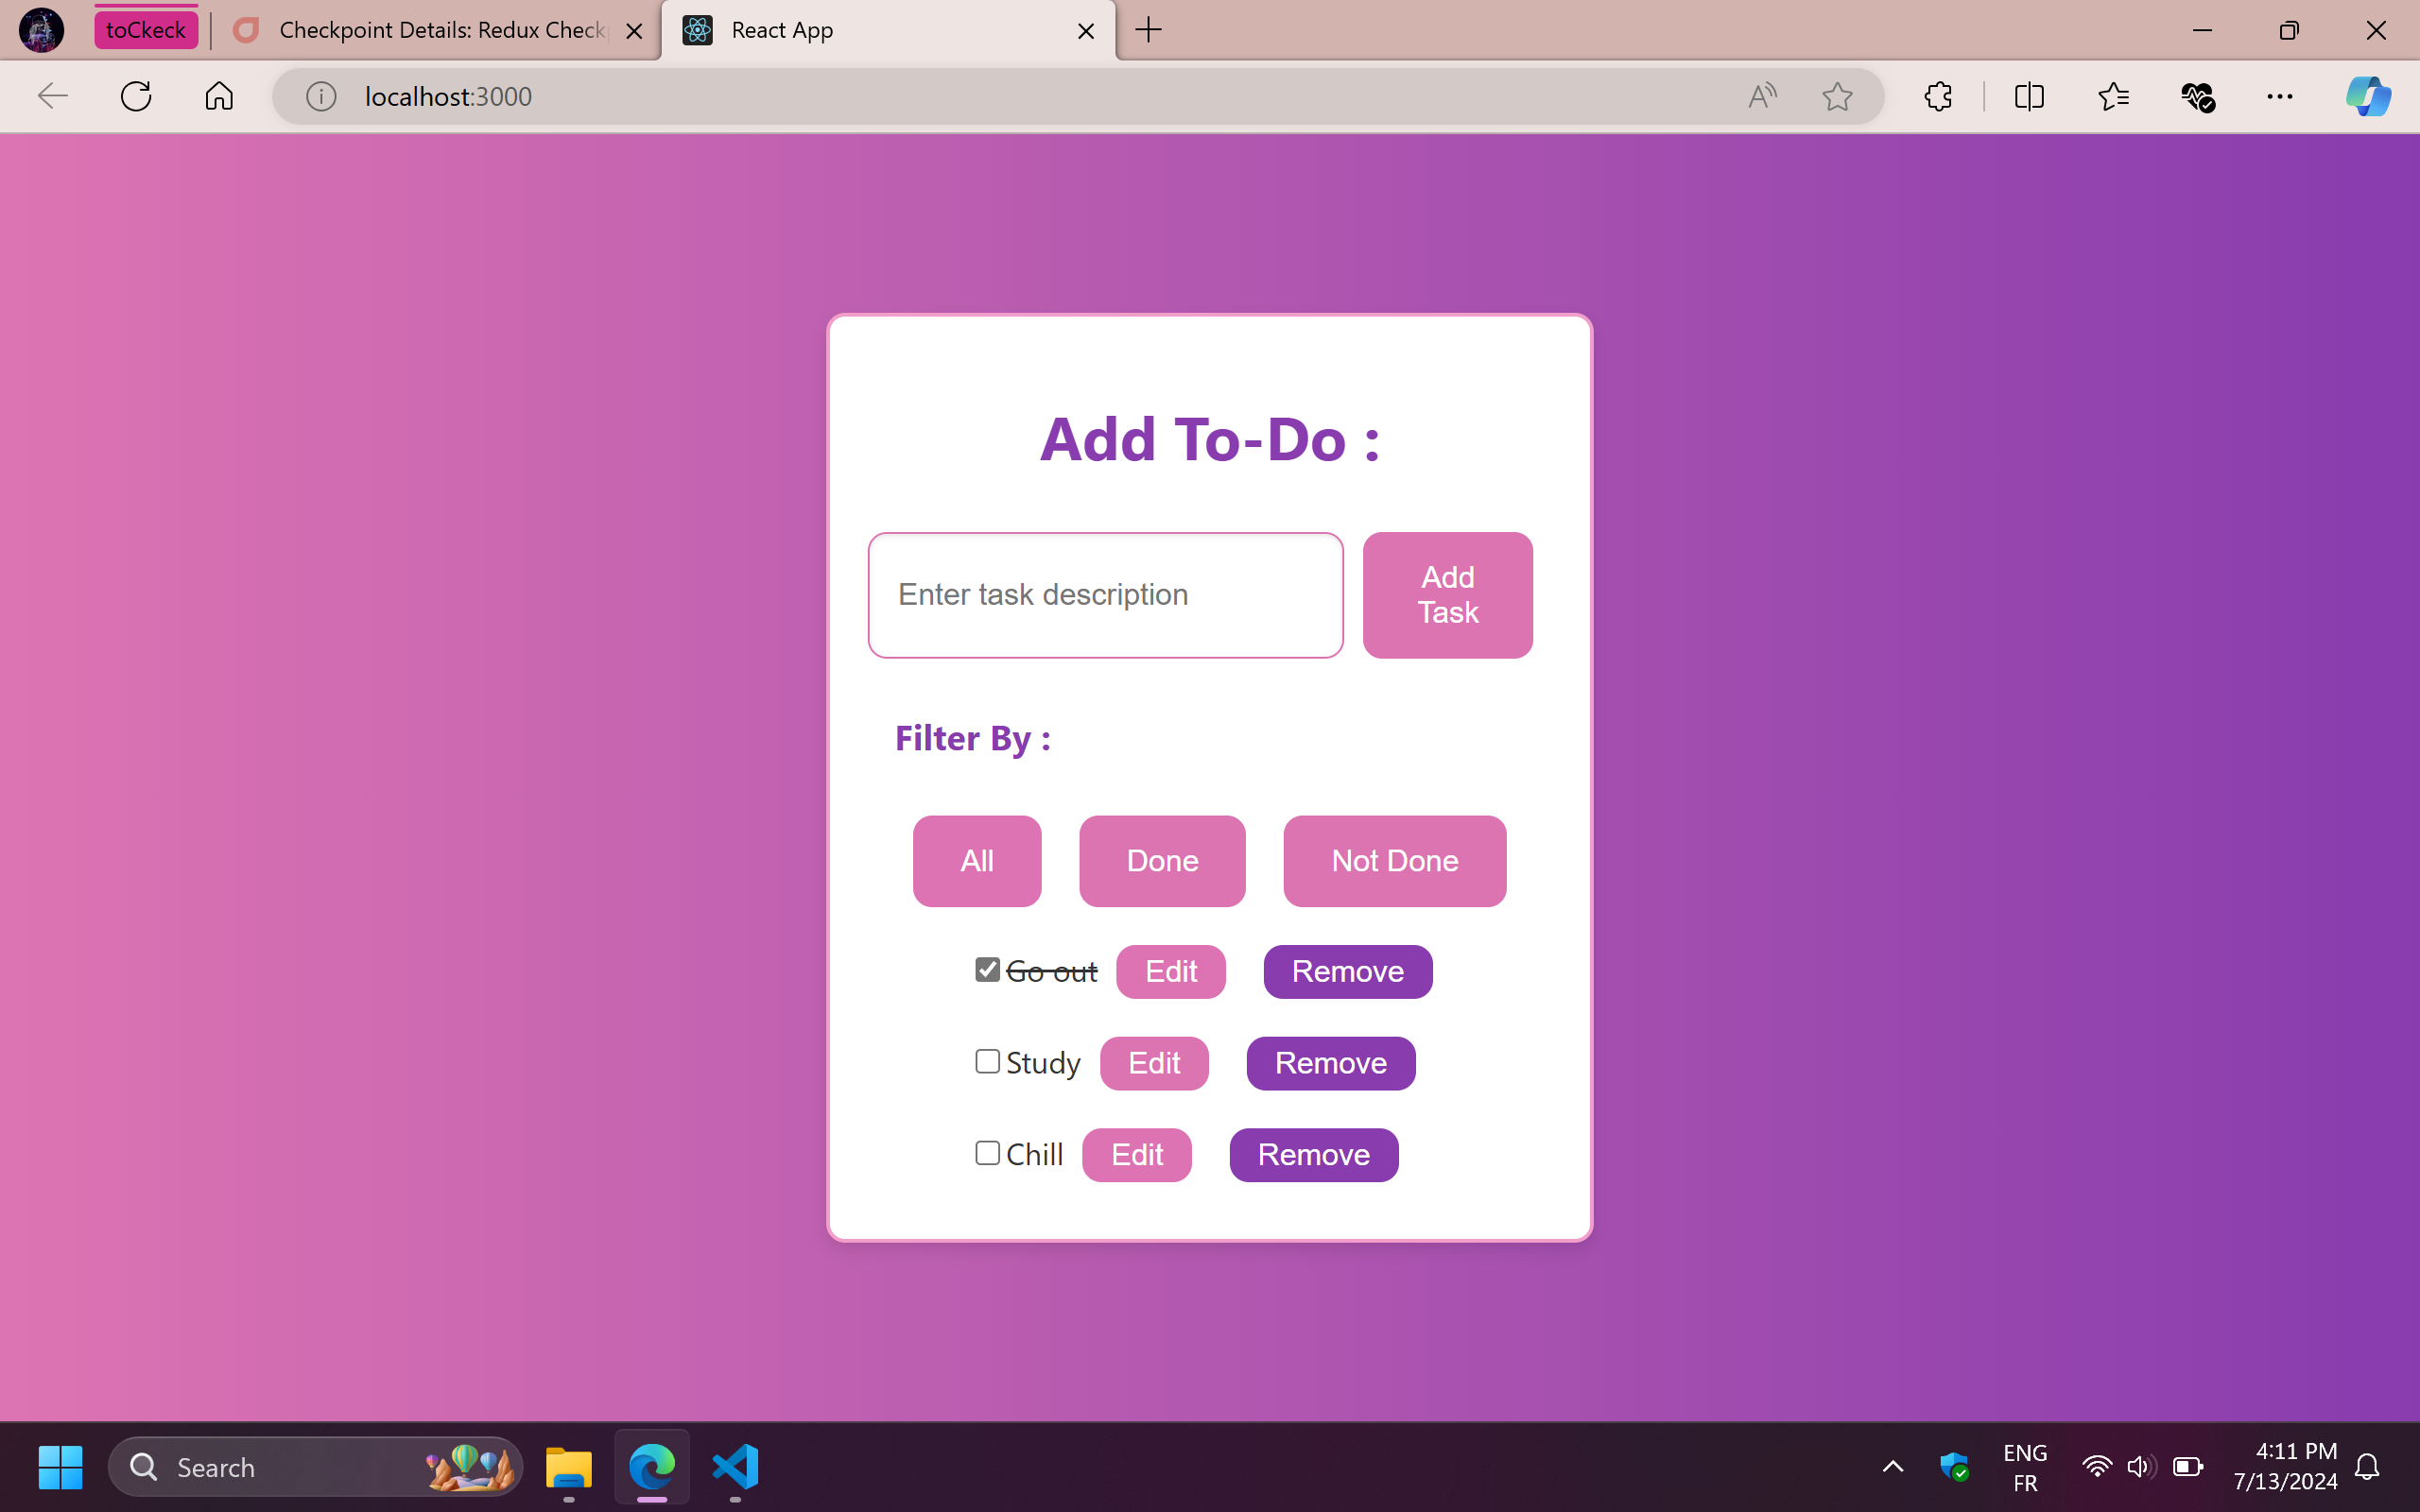 toCkeck
Checkpoint Details: Redux Check
React App
localhost:3000
Add To-Do :
Enter task description
Add
Task
Filter By :
All
Done
Not Done
Go out
Edit
Remove
Study
Edit
Remove
Chill
Edit
Remove
Search
ENG
FR
4:11 PM
7/13/2024